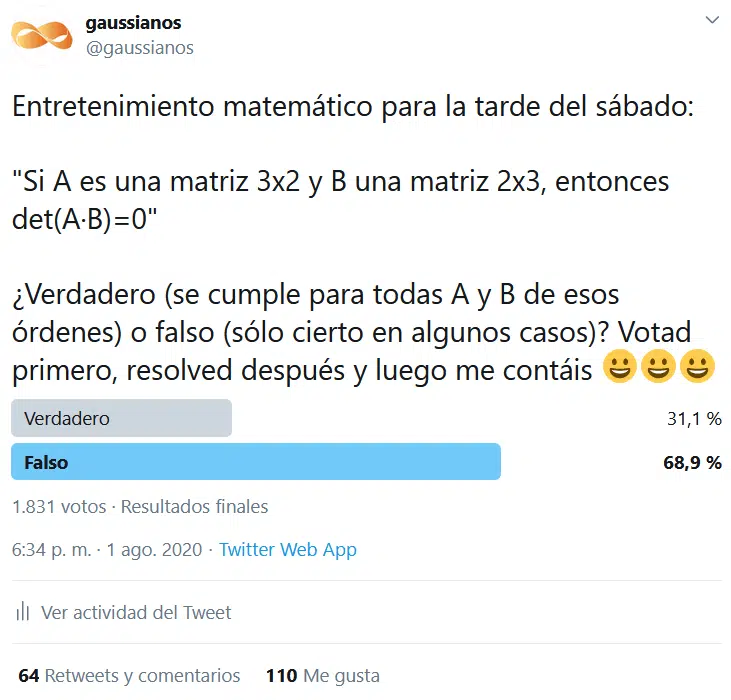 gaussianos
@gaussianos
Entretenimiento matemático para la tarde del sábado:
"Si A es una matriz 3x2 y B una matriz 2x3, entonces
det(A·B)=0"
¿Verdadero (se cumple para todas A y B de esos
órdenes) o falso (sólo cierto en algunos casos)? Votad
primero, resolved después y luego me contáis 😀😀😀
Verdadero 31,1 %
Falso 68,9 %
1.831 votos · Resultados finales
6:34 p. m. · 1 ago. 2020 · Twitter Web App
Ver actividad del Tweet
64 Retweets y comentarios 110 Me gusta